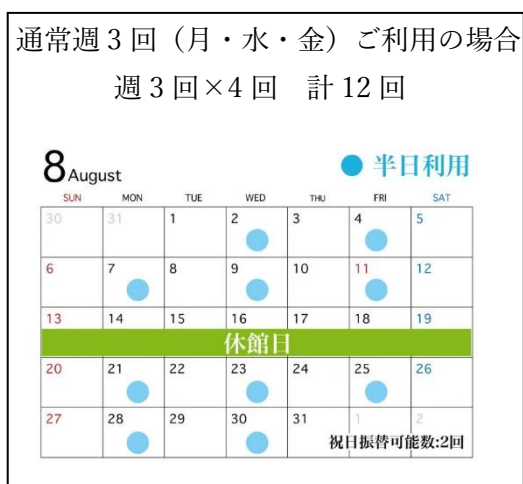 通常週3回（月・水・金）ご利用の場合
週3回×4回　計12回
8 August
半日利用
SUN MON TUE WED THU FRI SAT
30 31 1 2 3 4 5
6 7 8 9 10 11 12
13 14 15 16 17 18 19
休館日
20 21 22 23 24 25 26
27 28 29 30 31 1 2
祝日振替可能数:2回